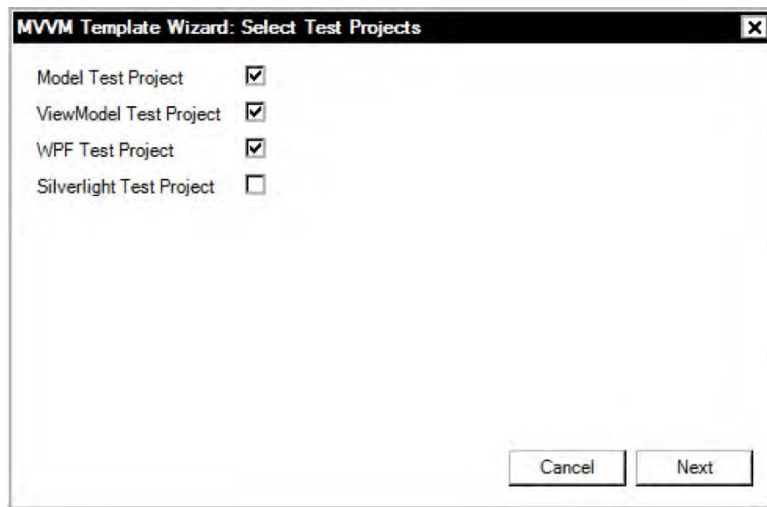 MVVM Template Wizard: Select Test Projects
Model Test Project
ViewModel Test Project
WPF Test Project
Silverlight Test Project
Cancel Next